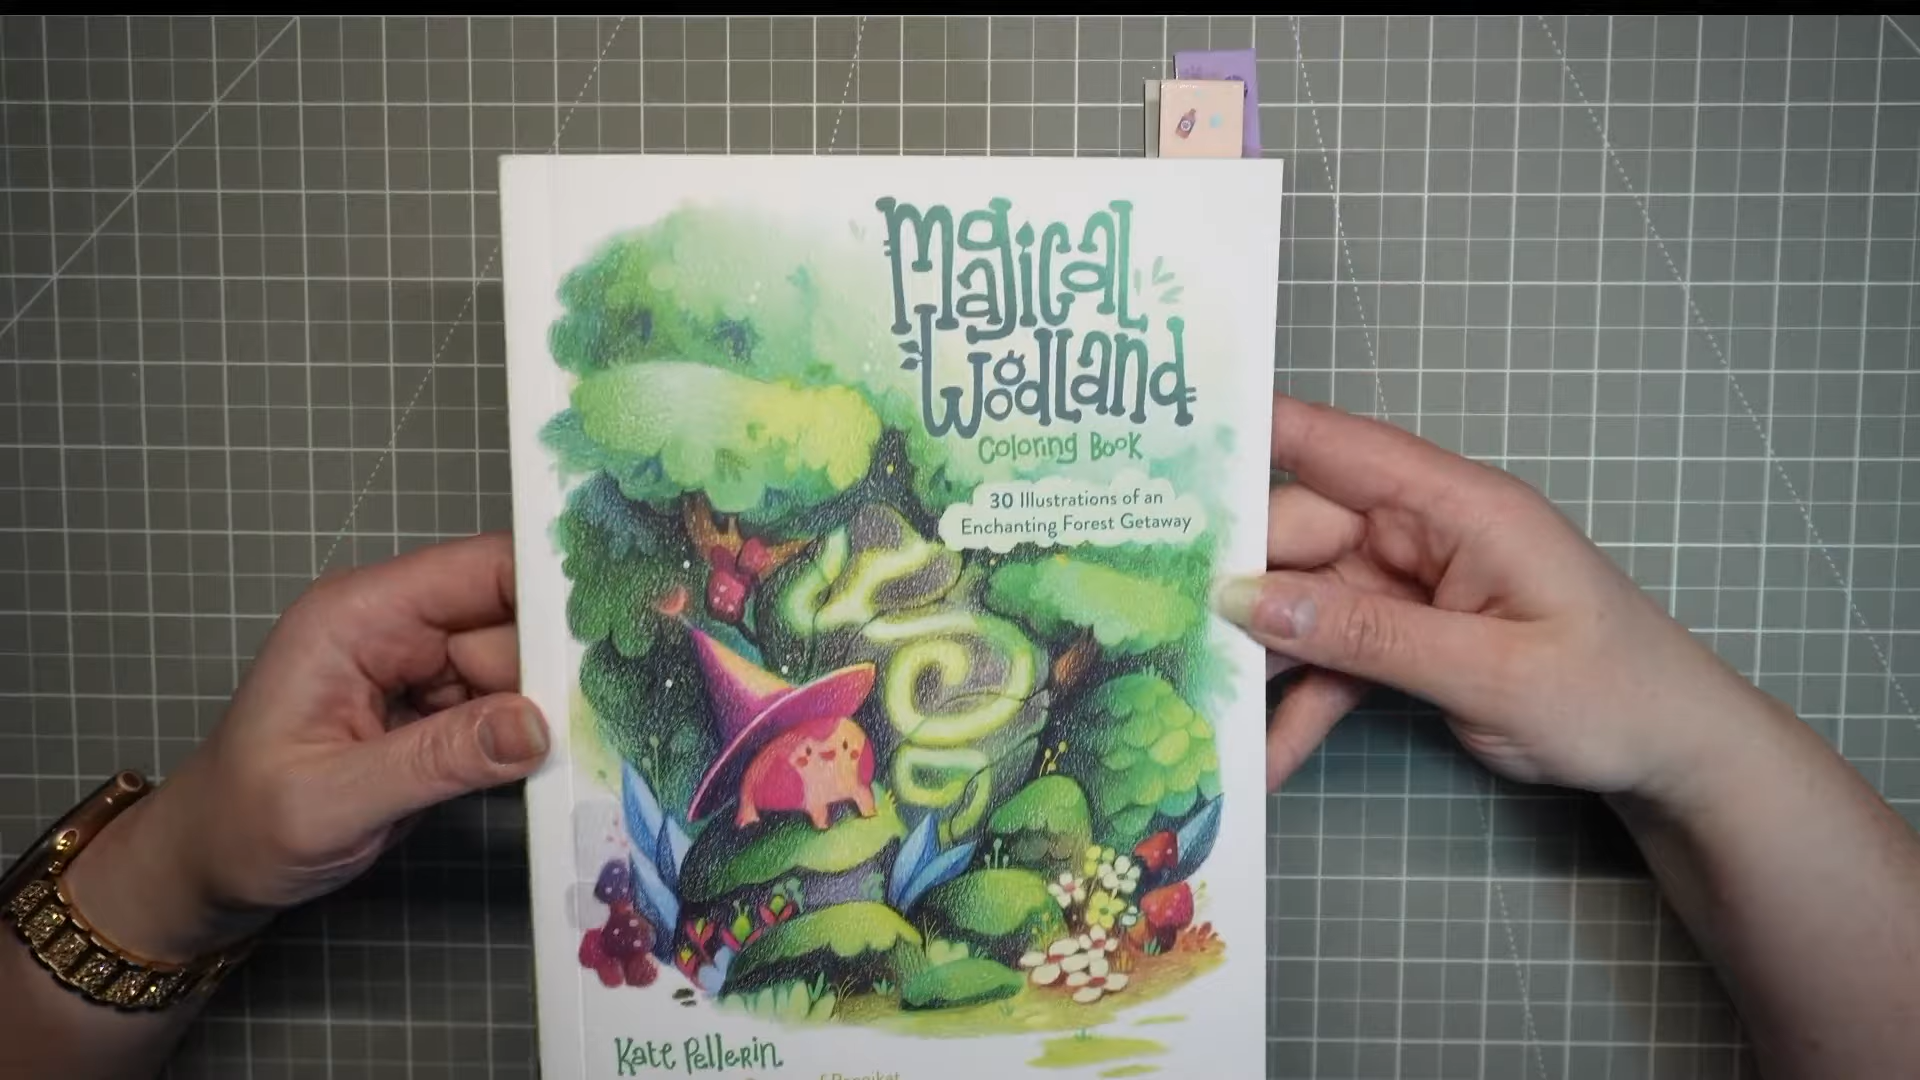 Magical
Woodland
Coloring Book
30 Illustrations of an
Enchanting Forest Getaway
Kate Pellerin